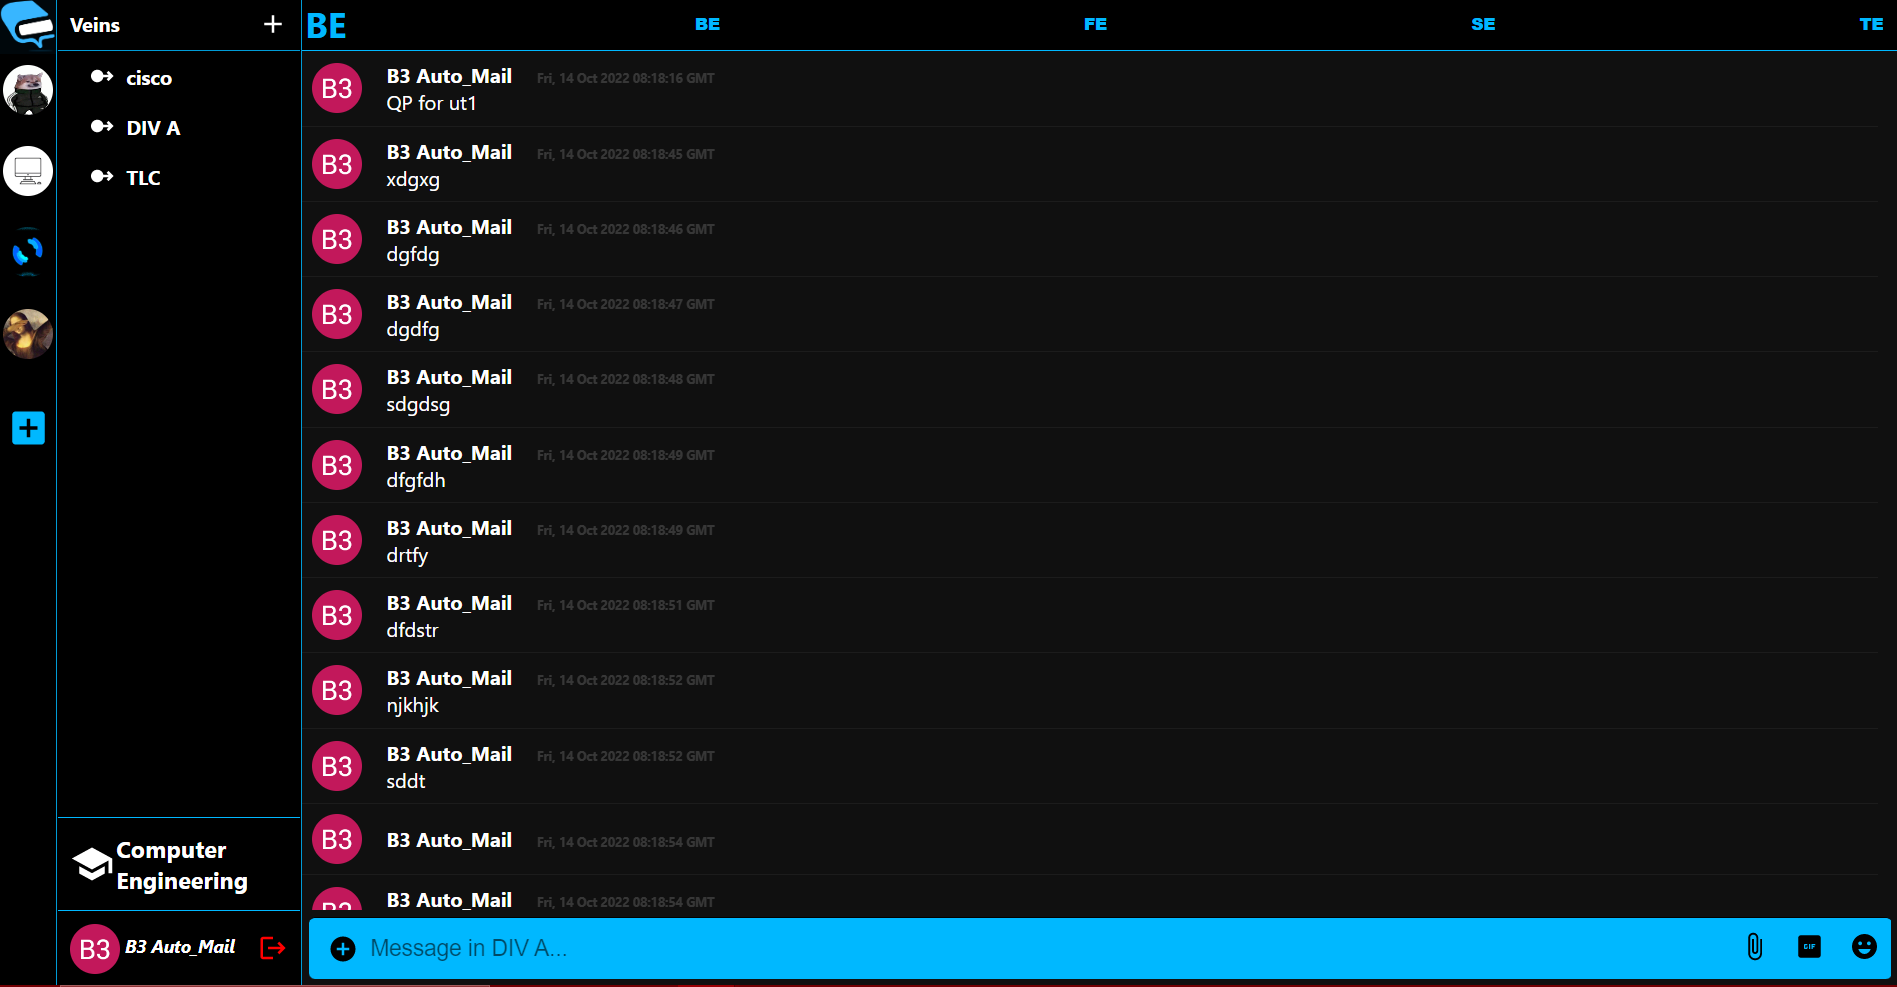 Veins
cisco
DIV A
TLC
Computer
Engineering
B3 B3 Auto_Mail
BE BE FE SE TE
B3 B3 Auto_Mail Fri, 14 Oct 2022 08:18:16 GMT
QP for ut1
B3 B3 Auto_Mail Fri, 14 Oct 2022 08:18:45 GMT
xdgxg
B3 B3 Auto_Mail Fri, 14 Oct 2022 08:18:46 GMT
dgfdg
B3 B3 Auto_Mail Fri, 14 Oct 2022 08:18:47 GMT
dgdfg
B3 B3 Auto_Mail Fri, 14 Oct 2022 08:18:48 GMT
sdgdsg
B3 B3 Auto_Mail Fri, 14 Oct 2022 08:18:49 GMT
dfgfdh
B3 B3 Auto_Mail Fri, 14 Oct 2022 08:18:49 GMT
drtfy
B3 B3 Auto_Mail Fri, 14 Oct 2022 08:18:51 GMT
dfdstr
B3 B3 Auto_Mail Fri, 14 Oct 2022 08:18:52 GMT
njkhjk
B3 B3 Auto_Mail Fri, 14 Oct 2022 08:18:52 GMT
sddt
B3 B3 Auto_Mail Fri, 14 Oct 2022 08:18:54 GMT
B3 B3 Auto_Mail Fri, 14 Oct 2022 08:18:54 GMT
Message in DIV A...
GIF